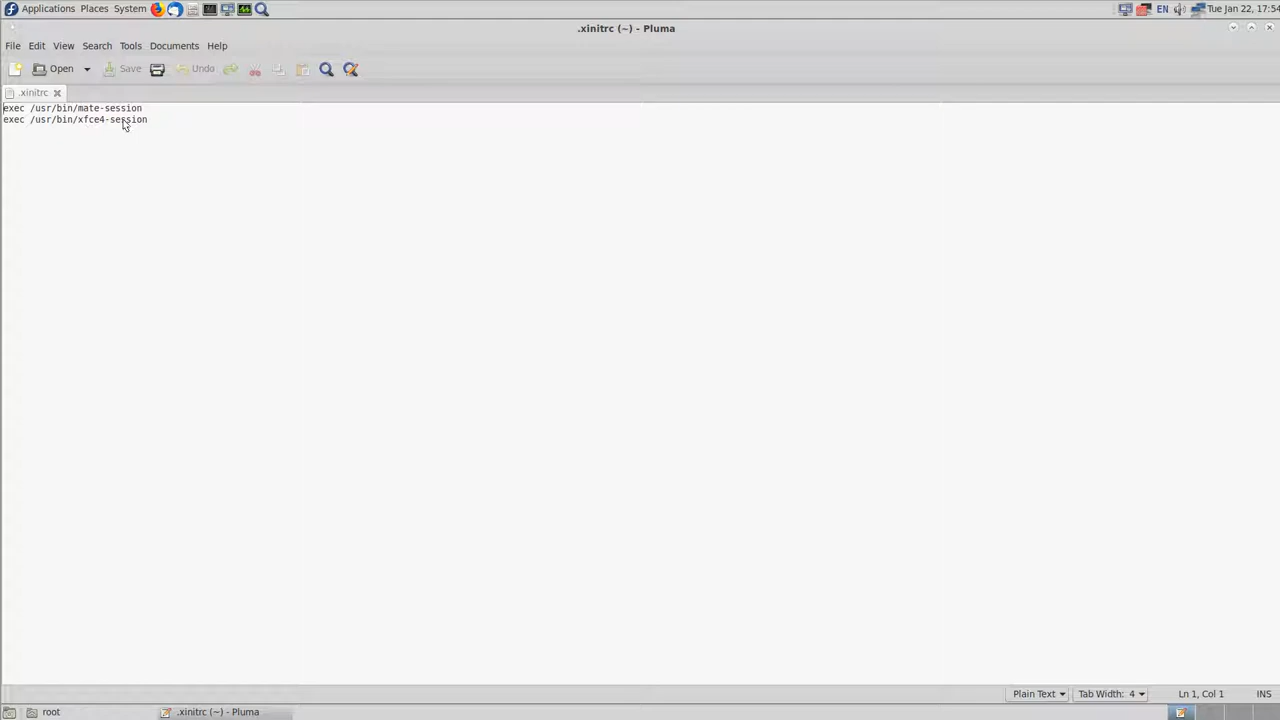 Applications Places System EN Tue Jan 22, 17:54
.xinitrc (~) - Pluma
File Edit View Search Tools Documents Help
Open Save Undo
.xinitrc
exec /usr/bin/mate-session
exec /usr/bin/xfce4-session
Plain Text Tab Width: 4 Ln 1, Col 1 INS
root .xinitrc (~) - Pluma